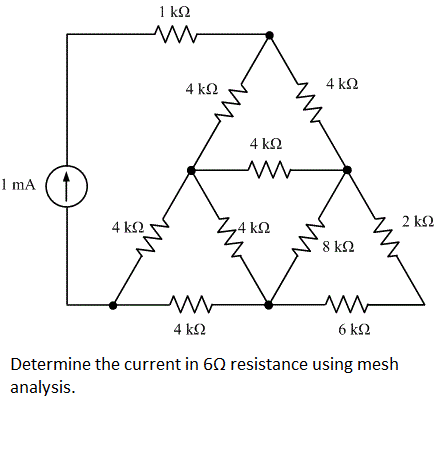 1 kΩ
4 kΩ
4 kΩ
4 kΩ
1 mA
4 kΩ
4 kΩ
8 kΩ
2 kΩ
4 kΩ
6 kΩ
Determine the current in 6Ω resistance using mesh
analysis.